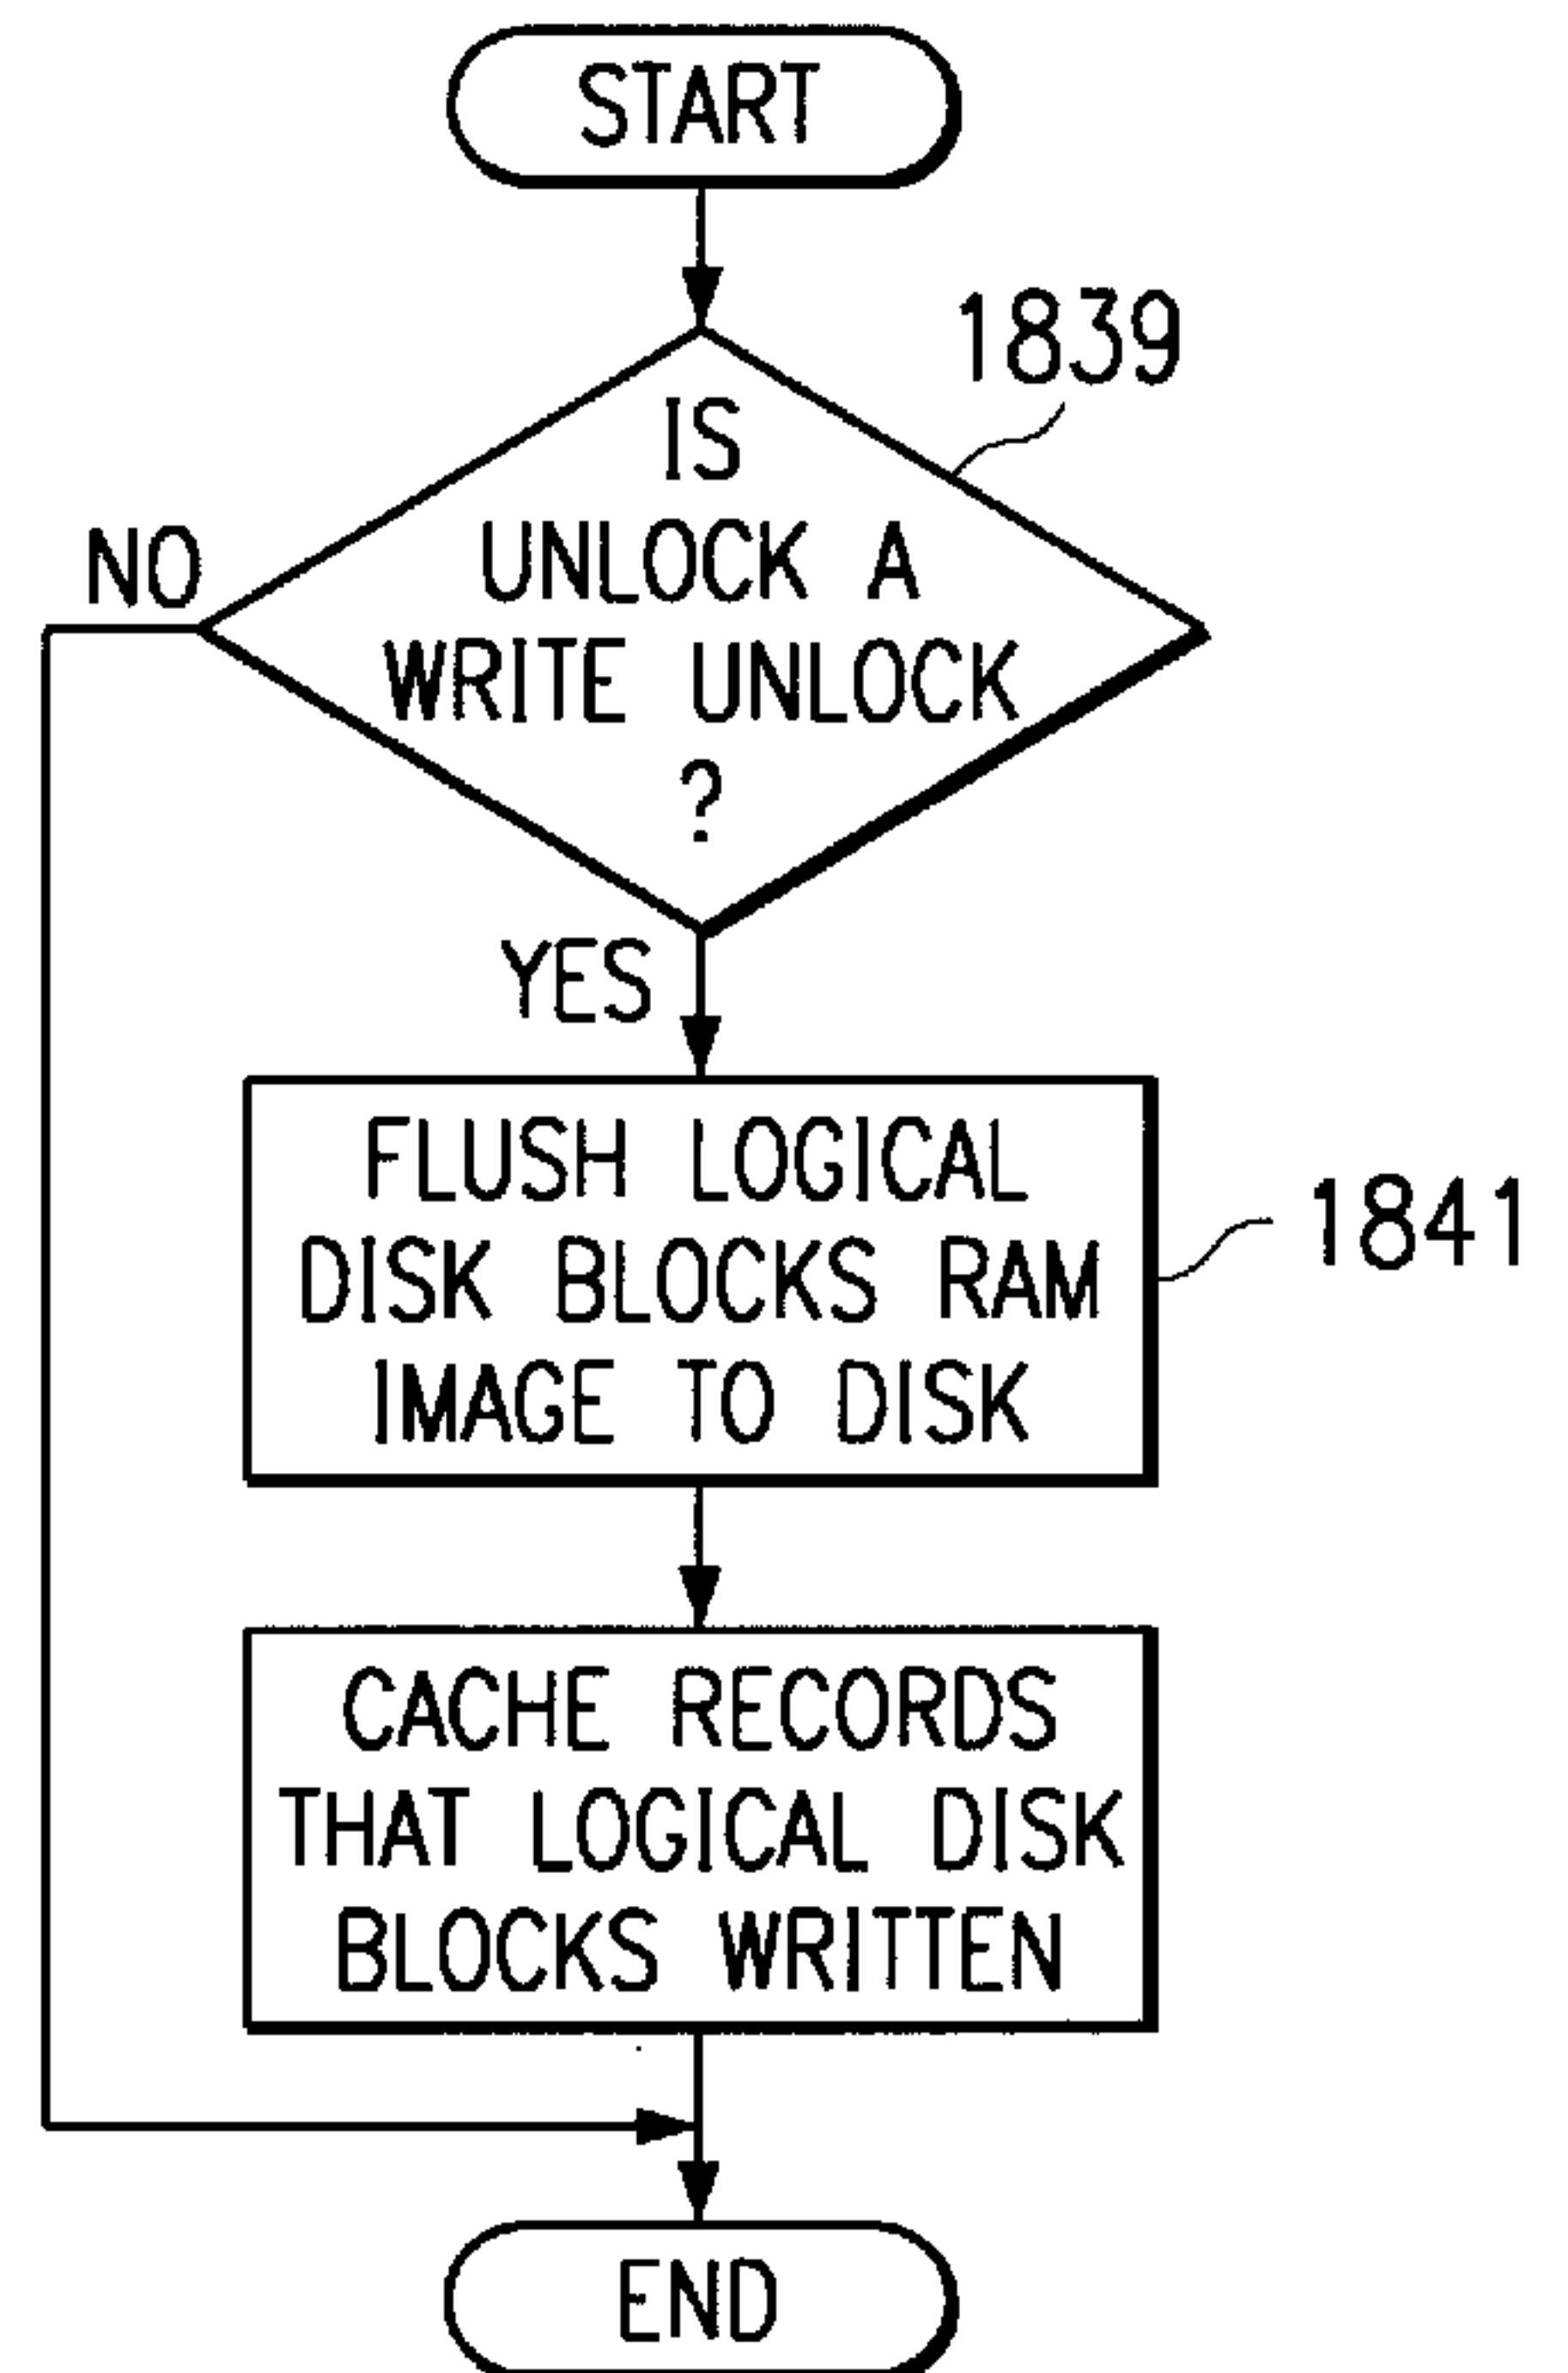 START
1839
IS
UNLOCK A
WRITE UNLOCK
?
NO
YES
FLUSH LOGICAL
DISK BLOCKS RAM
IMAGE TO DISK
1841
CACHE RECORDS
THAT LOGICAL DISK
BLOCKS WRITTEN
END